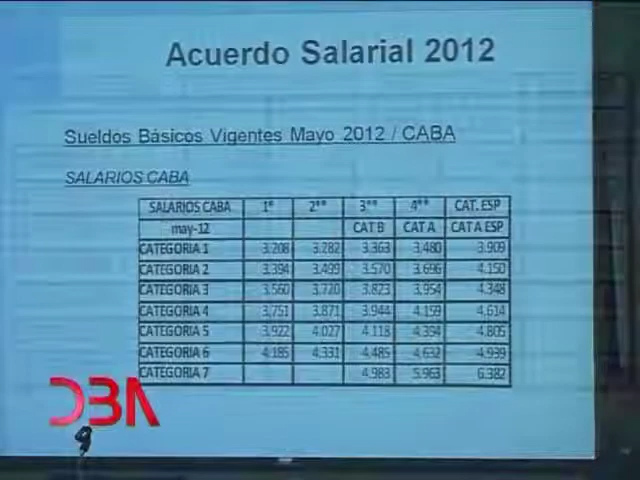 Acuerdo Salarial 2012
Sueldos Básicos Vigentes Mayo 2012 / CABA
SALARIOS CABA
SALARIOS CABA 1° 2** 3** 4** CAT. ESP
may-12 CAT B CAT A CAT A ESP
CATEGORIA 1 3.208 3.282 3.363 3.480 3.909
CATEGORIA 2 3.394 3.499 3.570 3.696 4.150
CATEGORIA 3 3.560 3.720 3.823 3.954 4.348
CATEGORIA 4 3.751 3.871 3.944 4.159 4.614
CATEGORIA 5 3.922 4.027 4.118 4.394 4.805
CATEGORIA 6 4.185 4.331 4.485 4.632 4.939
CATEGORIA 7 4.983 5.963 6.382
DBA